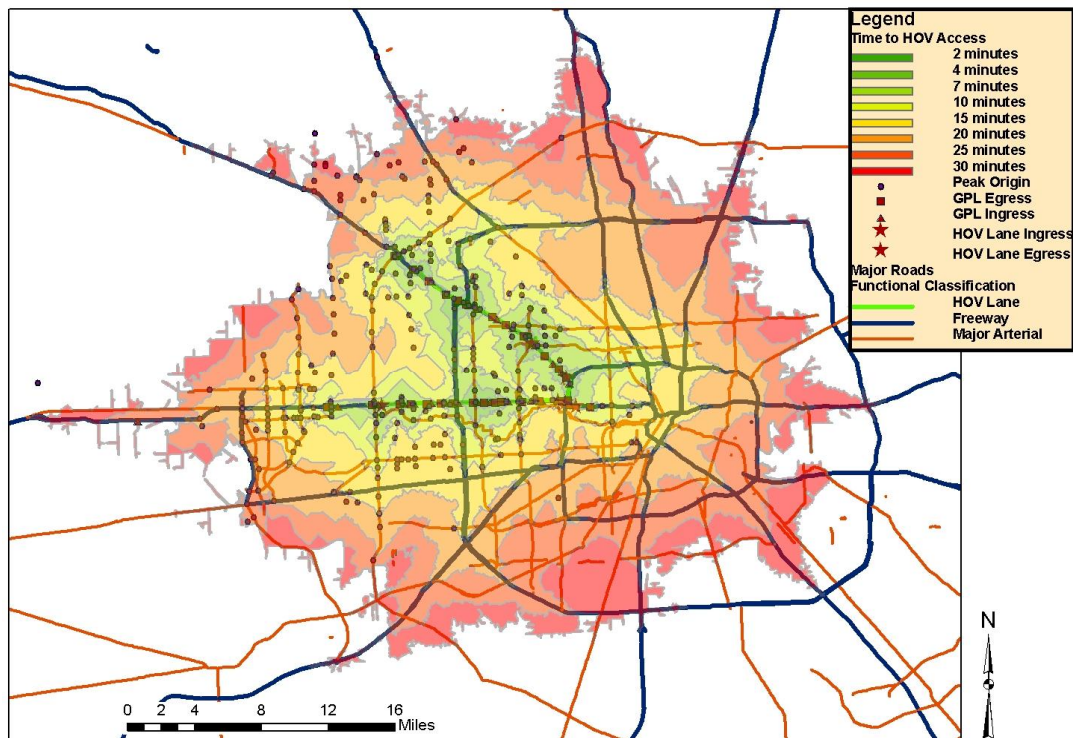 Legend
Time to HOV Access
2 minutes
4 minutes
7 minutes
10 minutes
15 minutes
20 minutes
25 minutes
30 minutes
Peak Origin
GPL Egress
GPL Ingress
HOV Lane Ingress
HOV Lane Egress
Major Roads
Functional Classification
HOV Lane
Freeway
Major Arterial
N
0 2 4 8 12 16
Miles